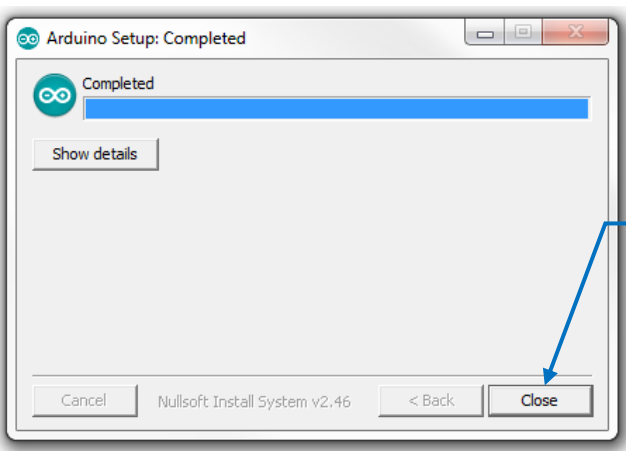 Arduino Setup: Completed
Completed
Show details
Cancel Nullsoft Install System v2.46 < Back Close